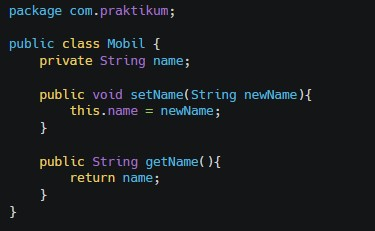 package com.praktikum;

public class Mobil {
    private String name;

    public void setName(String newName){
        this.name = newName;
    }

    public String getName(){
        return name;
    }
}